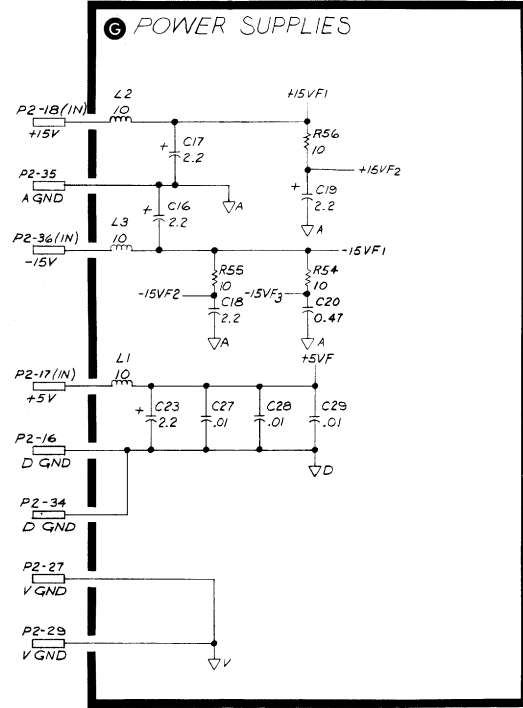 G POWER SUPPLIES
L2
10
P2-18(IN)
+15V
+15VF1
+
C17
2.2
R56
10
+15VF2
P2-35
A GND
+
C19
2.2
A
+
C16
2.2
A
L3
10
P2-36(IN)
-15V
-15VF1
R55
10
R54
10
-15VF2
-15VF3
C18
2.2
C20
0.47
A
A
+5VF
L1
10
P2-17(IN)
+5V
+
C23
2.2
C27
.01
C28
.01
C29
.01
P2-16
D GND
D
P2-34
D GND
P2-27
V GND
P2-29
V GND
V